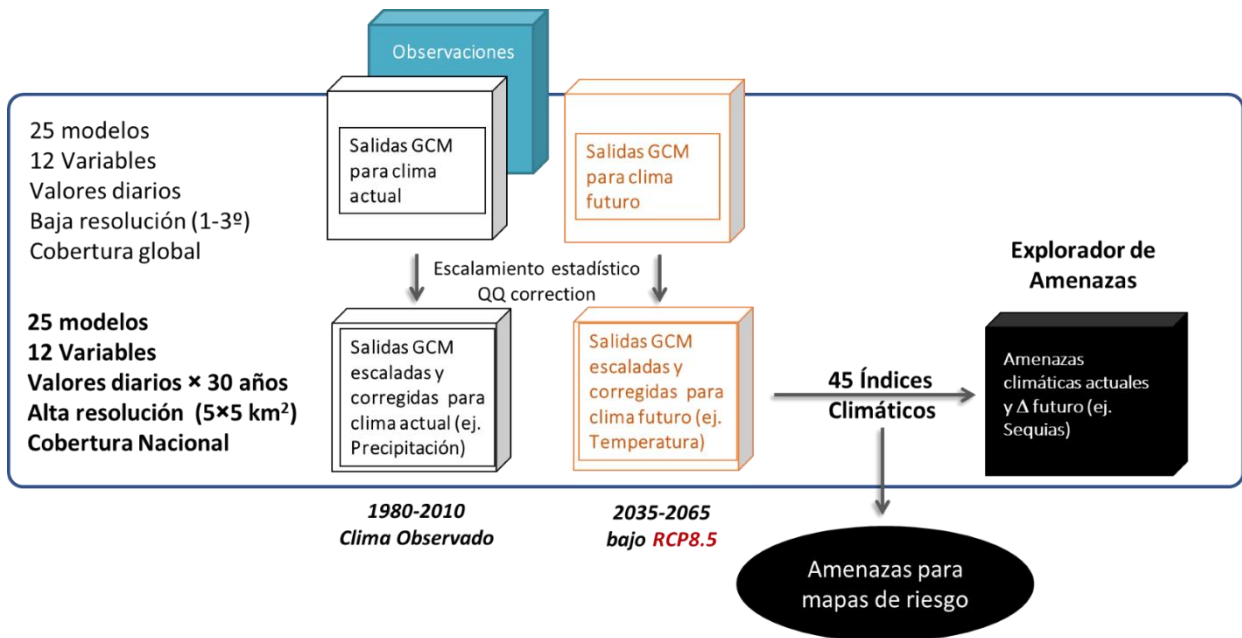 Observaciones
25 modelos
12 Variables
Valores diarios
Baja resolución (1-3º)
Cobertura global
Salidas GCM
para clima
actual
Salidas GCM
para clima
futuro
Escalamiento estadístico
QQ correction
25 modelos
12 Variables
Valores diarios × 30 años
Alta resolución (5×5 km²)
Cobertura Nacional
Salidas GCM
escaladas y
corregidas para
clima actual (ej.
Precipitación)
Salidas GCM
escaladas y
corregidas para
clima futuro (ej.
Temperatura)
45 Índices
Climáticos
Explorador de
Amenazas
Amenazas
climáticas actuales
y Δ futuro (ej.
Sequias)
1980-2010
Clima Observado
2035-2065
bajo RCP8.5
Amenazas para
mapas de riesgo